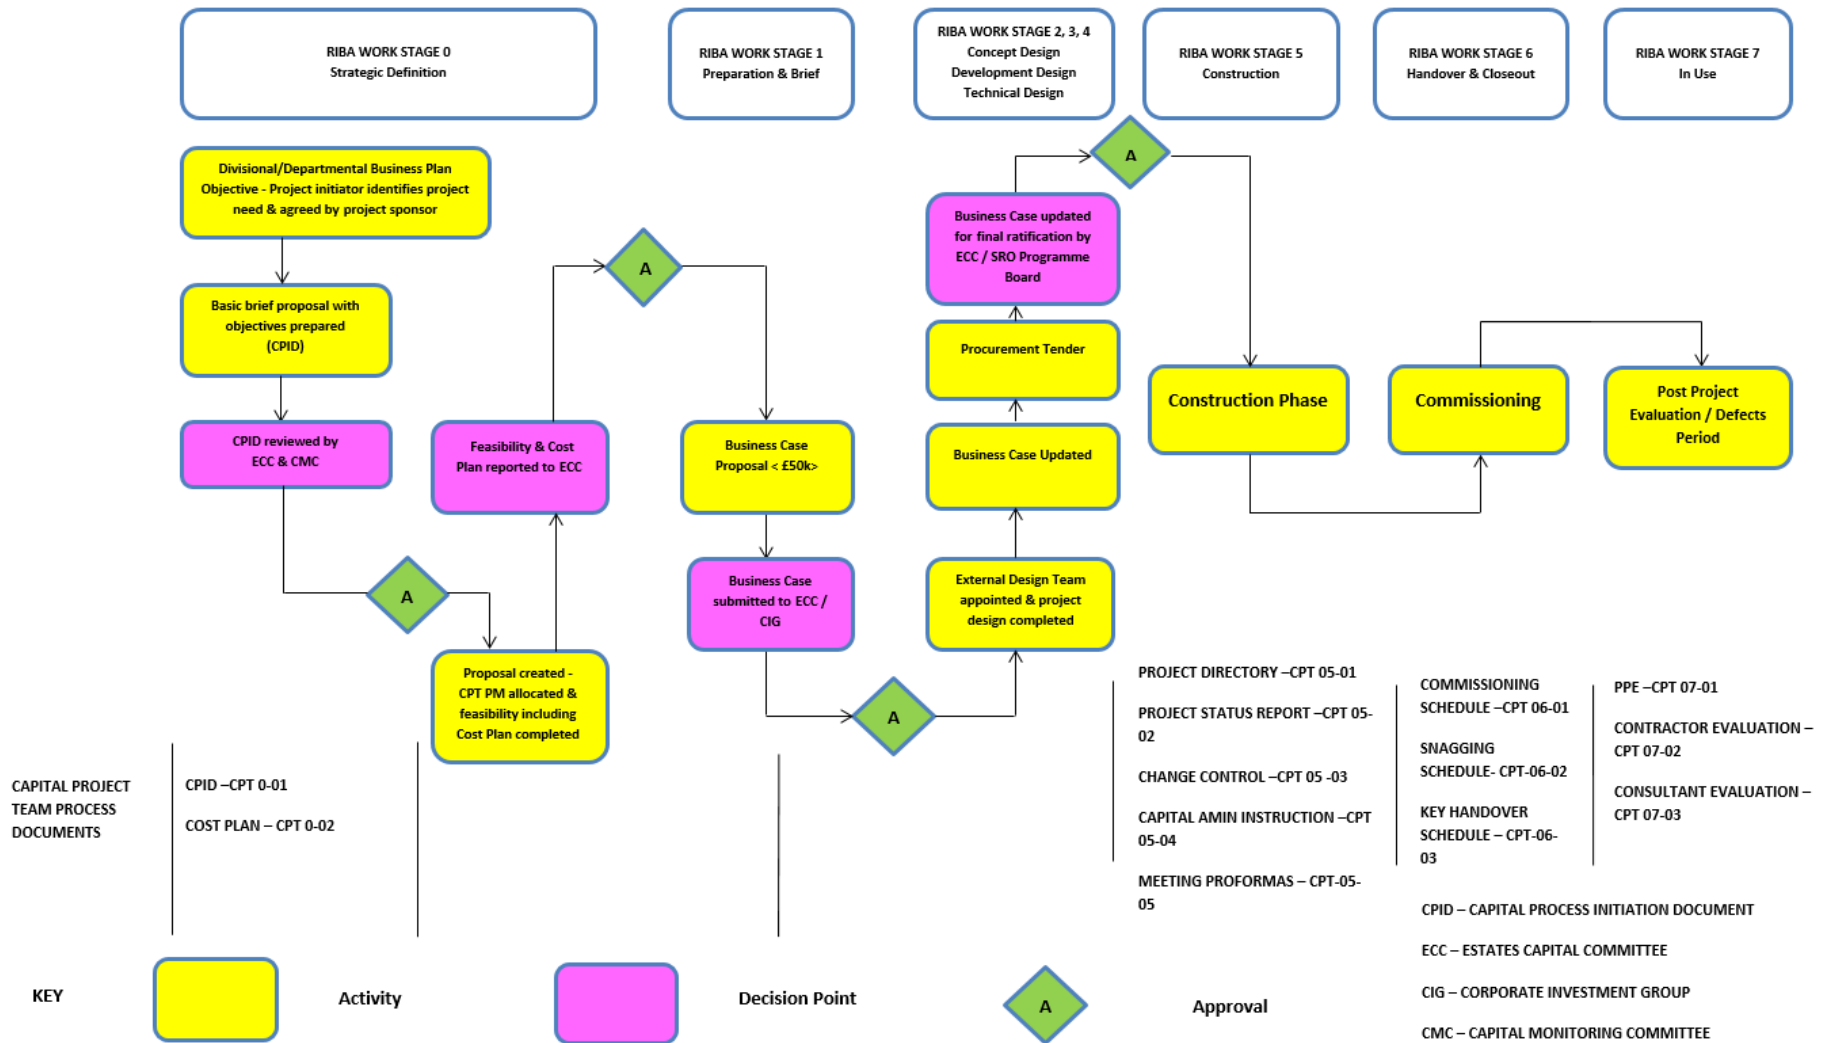 RIBA WORK STAGE 0
Strategic Definition
RIBA WORK STAGE 1
Preparation & Brief
RIBA WORK STAGE 2, 3, 4
Concept Design
Development Design
Technical Design
RIBA WORK STAGE 5
Construction
RIBA WORK STAGE 6
Handover & Closeout
RIBA WORK STAGE 7
In Use
Divisional/Departmental Business Plan
Objective - Project initiator identifies project
need & agreed by project sponsor
Basic brief proposal with
objectives prepared
(CPID)
CPID reviewed by
ECC & CMC
A
Proposal created -
CPT PM allocated &
feasibility including
Cost Plan completed
Feasibility & Cost
Plan reported to ECC
A
Business Case
Proposal < £50k>
Business Case
submitted to ECC /
CIG
A
External Design Team
appointed & project
design completed
Business Case Updated
Procurement Tender
Business Case updated
for final ratification by
ECC / SRO Programme
Board
A
Construction Phase
Commissioning
Post Project
Evaluation / Defects
Period
CAPITAL PROJECT
TEAM PROCESS
DOCUMENTS
CPID –CPT 0-01
COST PLAN – CPT 0-02
PROJECT DIRECTORY –CPT 05-01
PROJECT STATUS REPORT –CPT 05-
02
CHANGE CONTROL –CPT 05 -03
CAPITAL AMIN INSTRUCTION –CPT
05-04
MEETING PROFORMAS – CPT-05-
05
COMMISSIONING
SCHEDULE –CPT 06-01
SNAGGING
SCHEDULE- CPT-06-02
KEY HANDOVER
SCHEDULE – CPT-06-
03
PPE –CPT 07-01
CONTRACTOR EVALUATION –
CPT 07-02
CONSULTANT EVALUATION –
CPT 07-03
CPID – CAPITAL PROCESS INITIATION DOCUMENT
ECC – ESTATES CAPITAL COMMITTEE
CIG – CORPORATE INVESTMENT GROUP
CMC – CAPITAL MONITORING COMMITTEE
KEY
Activity
Decision Point
A
Approval